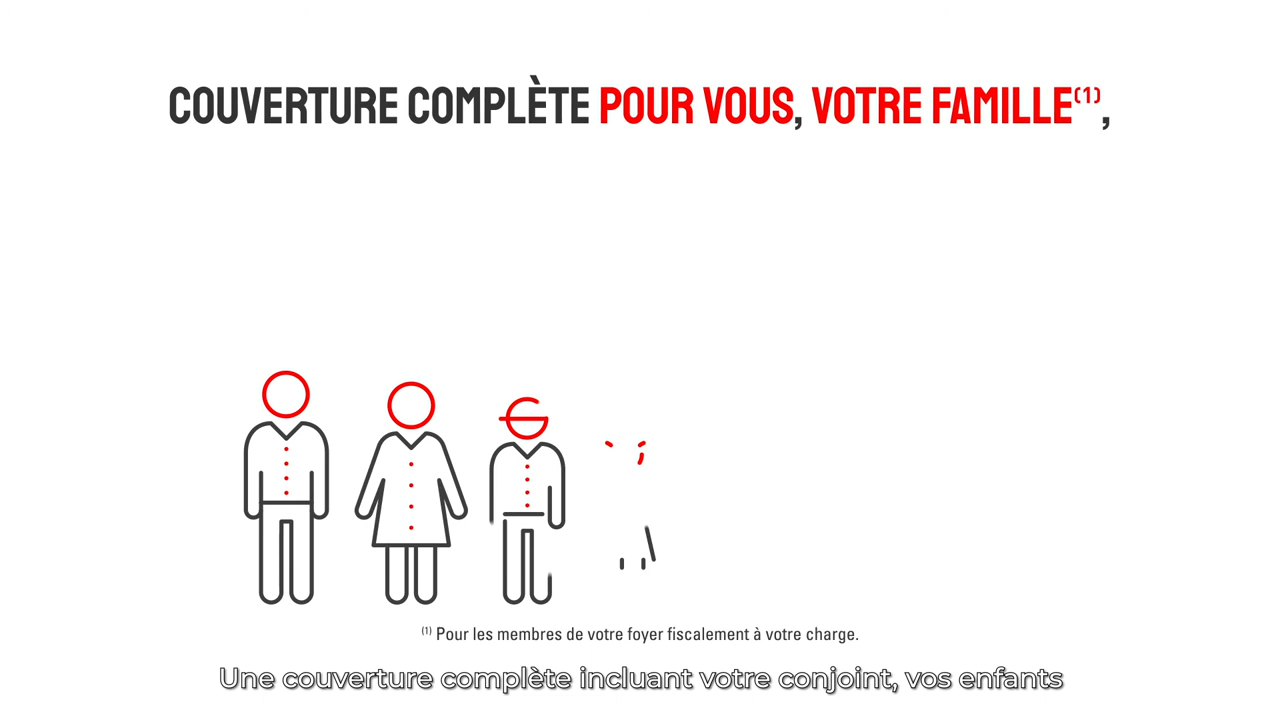 COUVERTURE COMPLÈTE POUR VOUS, VOTRE FAMILLE(1),
(1) Pour les membres de votre foyer fiscalement à votre charge.
Une couverture complète incluant votre conjoint, vos enfants